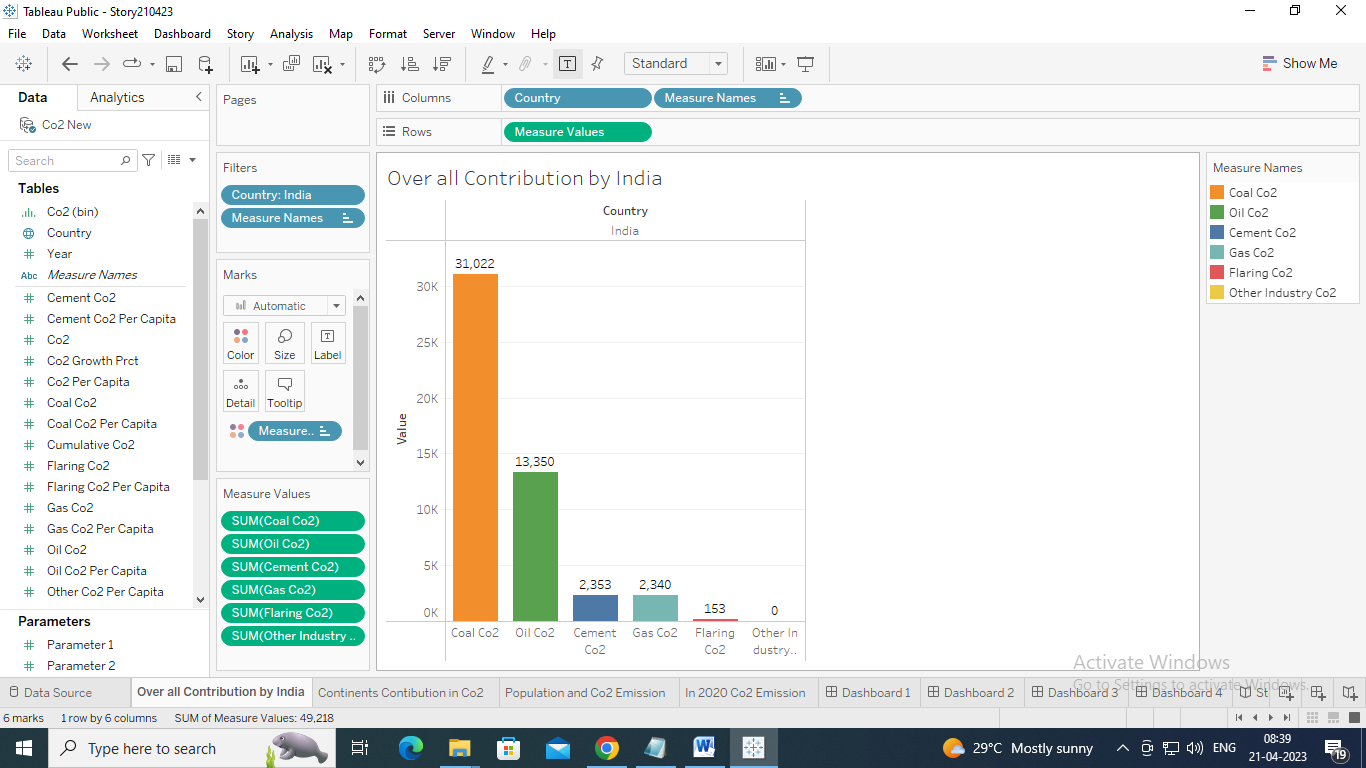 Tableau Public - Story210423
File Data Worksheet Dashboard Story Analysis Map Format Server Window Help
Standard
Show Me
Data Analytics
Co2 New
Search
Tables
Co2 (bin)
Country
Year
Abc Measure Names
Cement Co2
Cement Co2 Per Capita
Co2
Co2 Growth Prct
Co2 Per Capita
Coal Co2
Coal Co2 Per Capita
Cumulative Co2
Flaring Co2
Flaring Co2 Per Capita
Gas Co2
Gas Co2 Per Capita
Oil Co2
Oil Co2 Per Capita
Other Co2 Per Capita
Parameters
Parameter 1
Parameter 2
Pages
Filters
Country: India
Measure Names
Marks
Automatic
Color Size Label
Detail Tooltip
Measure..
Measure Values
SUM(Coal Co2)
SUM(Oil Co2)
SUM(Cement Co2)
SUM(Gas Co2)
SUM(Flaring Co2)
SUM(Other Industry ..
Columns Country Measure Names
Rows Measure Values
Over all Contribution by India
Country
India
31,022
30K
25K
20K
15K
10K
5K
0K
Value
13,350
2,353
2,340
153
0
Coal Co2 Oil Co2 Cement Co2 Gas Co2 Flaring Co2 Other In dustry..
Measure Names
Coal Co2
Oil Co2
Cement Co2
Gas Co2
Flaring Co2
Other Industry Co2
Activate Windows
Go to Settings to activate Windows.
Data Source Over all Contribution by India Continents Contibution in Co2 Population and Co2 Emission In 2020 Co2 Emission Dashboard 1 Dashboard 2 Dashboard 3 Dashboard 4 St
6 marks 1 row by 6 columns SUM of Measure Values: 49,218
Type here to search
29°C Mostly sunny
ENG
08:39
21-04-2023
19